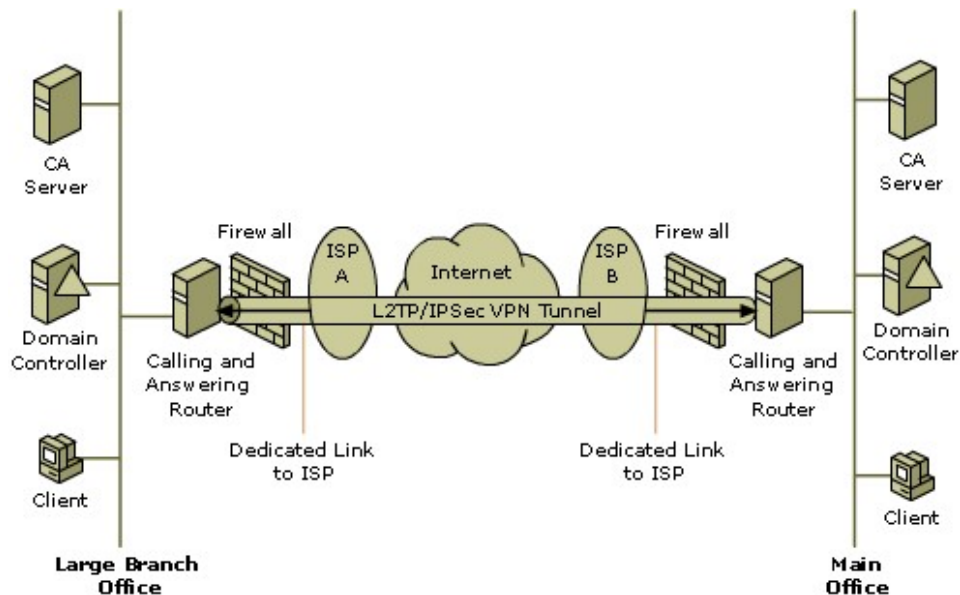 CA
Server
Domain
Controller
Client
Large Branch
Office
Calling and
Answering
Router
Firewall
ISP
A
Internet
L2TP/IPSec VPN Tunnel
ISP
B
Firewall
Dedicated Link
to ISP
Dedicated Link
to ISP
Calling and
Answering
Router
CA
Server
Domain
Controller
Client
Main
Office